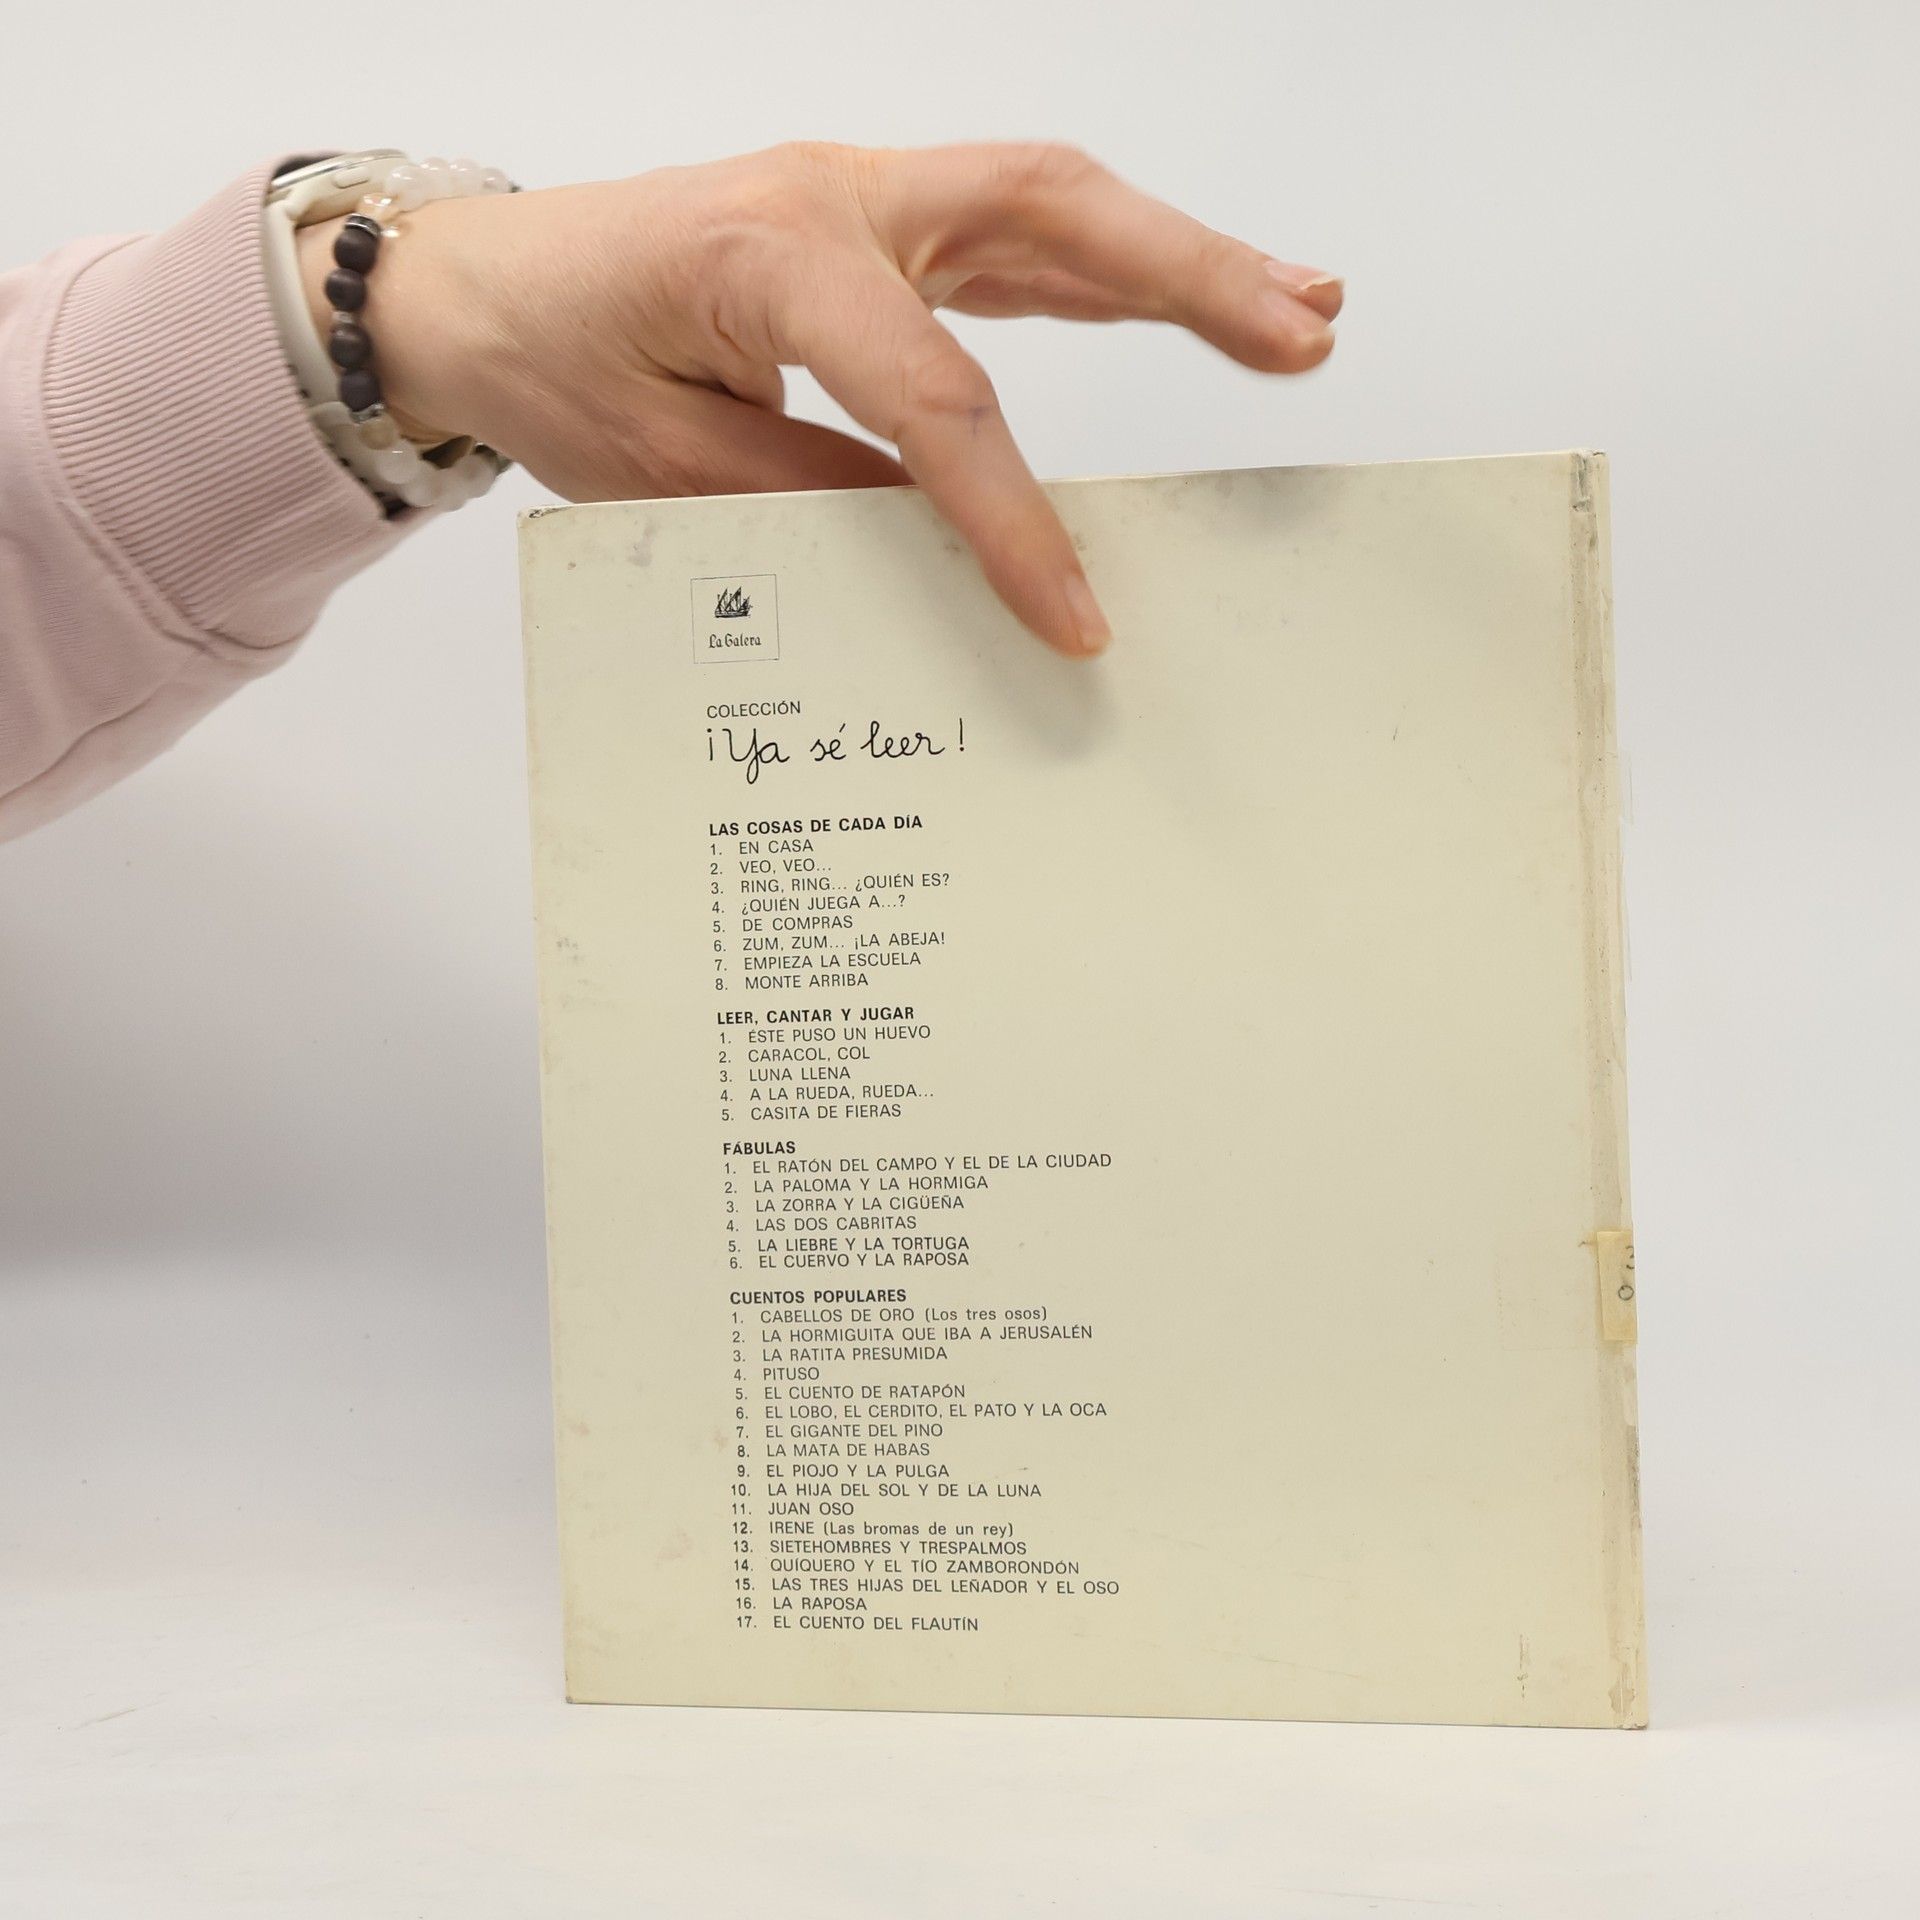 La Galera
COLECCIÓN
¡Ya sé leer!
LAS COSAS DE CADA DÍA
1. EN CASA
2. VEO, VEO...
3. RING, RING... ¿QUIÉN ES?
4. ¿QUIÉN JUEGA A...?
5. DE COMPRAS
6. ZUM, ZUM... ¡LA ABEJA!
7. EMPIEZA LA ESCUELA
8. MONTE ARRIBA
LEER, CANTAR Y JUGAR
1. ÉSTE PUSO UN HUEVO
2. CARACOL, COL
3. LUNA LLENA
4. A LA RUEDA, RUEDA...
5. CASITA DE FIERAS
FÁBULAS
1. EL RATÓN DEL CAMPO Y EL DE LA CIUDAD
2. LA PALOMA Y LA HORMIGA
3. LA ZORRA Y LA CIGÜEÑA
4. LAS DOS CABRITAS
5. LA LIEBRE Y LA TORTUGA
6. EL CUERVO Y LA RAPOSA
CUENTOS POPULARES
1. CABELLOS DE ORO (Los tres osos)
2. LA HORMIGUITA QUE IBA A JERUSALÉN
3. LA RATITA PRESUMIDA
4. PITUSO
5. EL CUENTO DE RATAPÓN
6. EL LOBO, EL CERDITO, EL PATO Y LA OCA
7. EL GIGANTE DEL PINO
8. LA MATA DE HABAS
9. EL PIOJO Y LA PULGA
10. LA HIJA DEL SOL Y DE LA LUNA
11. JUAN OSO
12. IRENE (Las bromas de un rey)
13. SIETEHOMBRES Y TRESPALMOS
14. QUÍQUERO Y EL TÍO ZAMBORONDÓN
15. LAS TRES HIJAS DEL LEÑADOR Y EL OSO
16. LA RAPOSA
17. EL CUENTO DEL FLAUTÍN